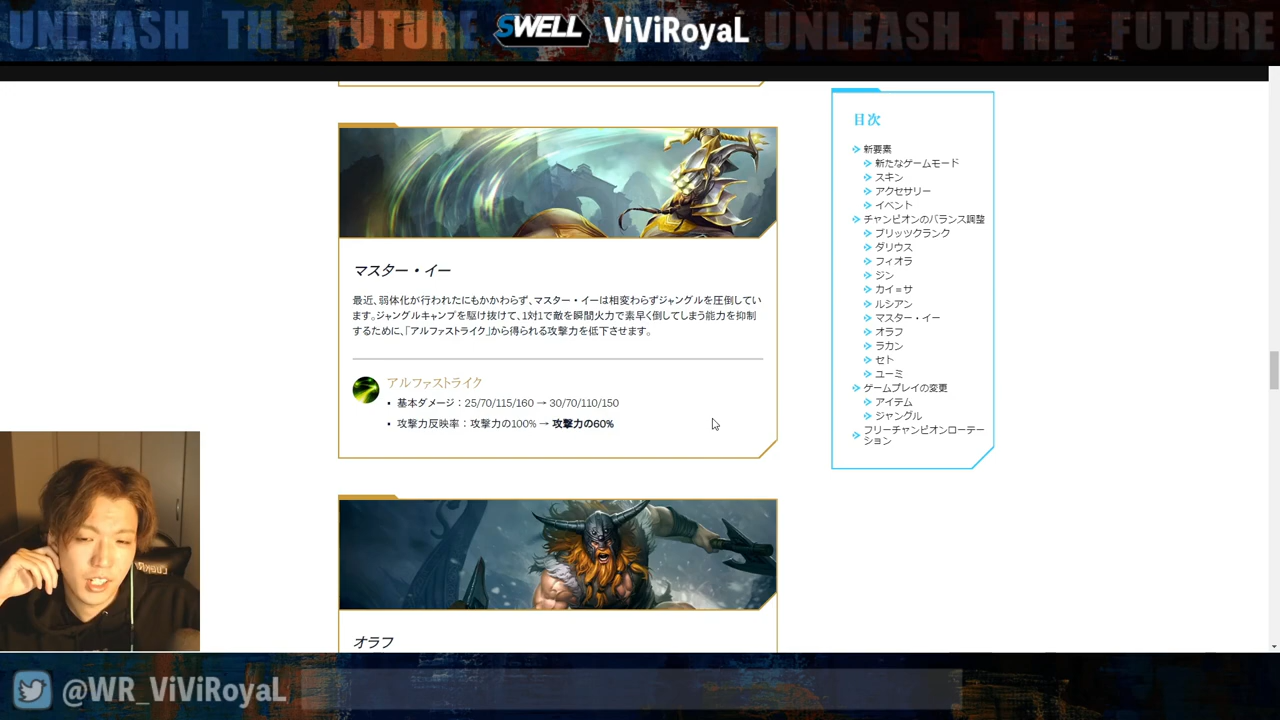 UNLEASH THE FUTURE
SWELL ViViRoyaL
UNLEASH THE FUTURE
マスター・イー
最近、弱体化が行われたにもかかわらず、マスター・イーは相変わらずジャングルを圧倒してい
ます。ジャングルキャンプを駆け抜けて、1対1で敵を瞬間火力で素早く倒してしまう能力を抑制
するために、「アルファストライク」から得られる攻撃力を低下させます。
アルファストライク
• 基本ダメージ：25/70/115/160 → 30/70/110/150
• 攻撃力反映率：攻撃力の100% → 攻撃力の60%
オラフ
目次
新要素
新たなゲームモード
スキン
アクセサリー
イベント
チャンピオンのバランス調整
ブリッツクランク
ダリウス
フィオラ
ジン
カイ＝サ
ルシアン
マスター・イー
オラフ
ラカン
セト
ユーミ
ゲームプレイの変更
アイテム
ジャングル
フリーチャンピオンローテー
ション
@WR_ViViRoyaL